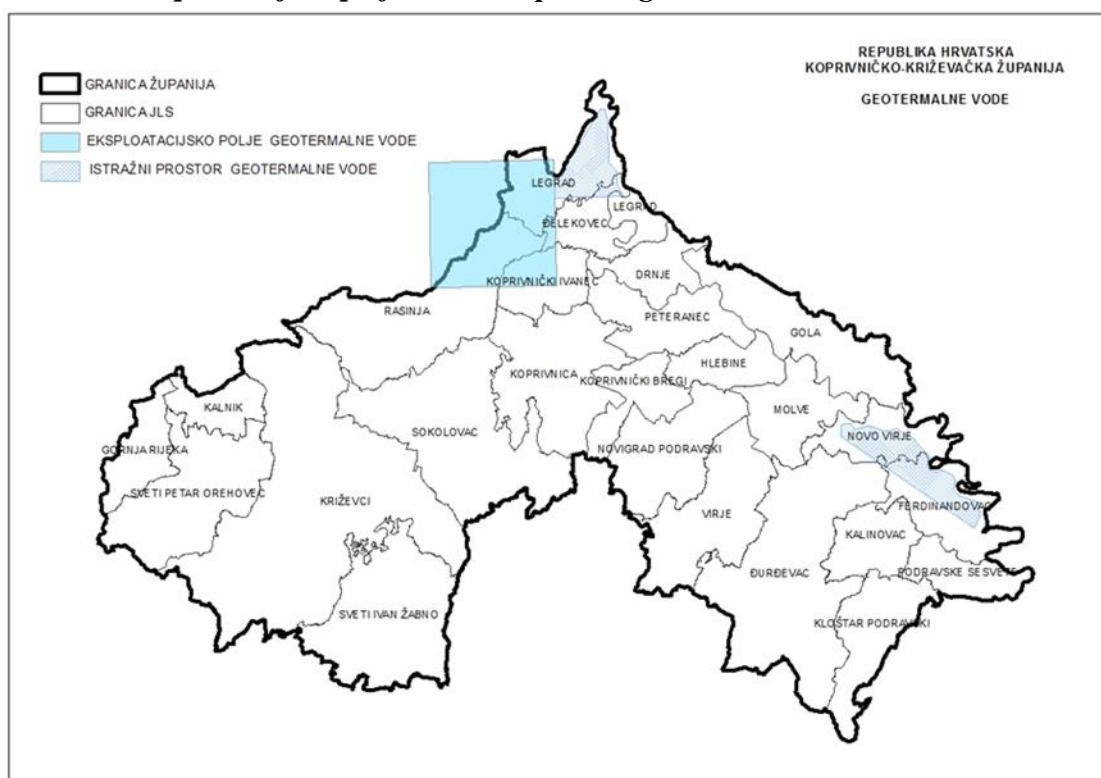 REPUBLIKA HRVATSKA
KOPRIVNIČKO-KRIŽEVAČKA ŽUPANIJA
GEOTERMALNE VODE
GRANICA ŽUPANIJA
GRANICA JLS
EKSPLOATACIJSKO POLJE GEOTERMALNE VODE
ISTRAŽNI PROSTOR GEOTERMALNE VODE
LEGRAD
LEGRAD
ĐELEKOVEC
DRNJE
KOPRIVNIČKI IVANEC
RASINJA
PETERANEC
GOLA
HLEBINE
KOPRIVNICA
KOPRIVNIČKI BREGI
KALNIK
MOLVE
SOKOLOVAC
NOVO VIRJE
GORNJA RIJEKA
NOVIGRAD PODRAVSKI
SVETI PETAR OREHOVEC
KRIŽEVCI
FERDINANDOVAC
VIRJE
KALINOVAC
ĐURĐEVAC
PODRAVSKE SESVETE
SVETI IVAN ŽABNO
KLOŠTAR PODRAVSKI